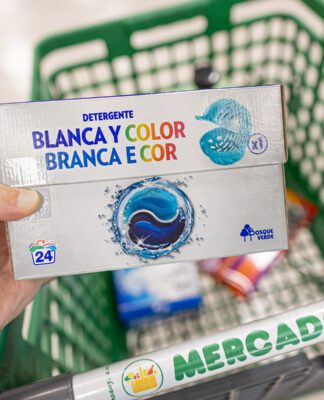 DETERGENTE
BLANCA Y COLOR
BRANCA E COR
x1
24
BOSQUE
VERDE
MERCAD